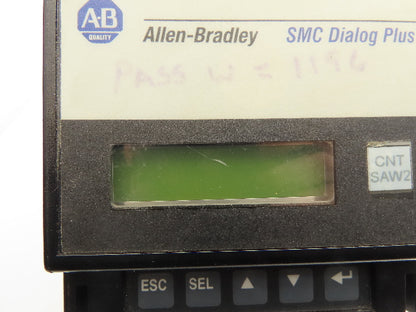 AB
QUALITY
Allen-Bradley SMC Dialog Plus
PASS W = 1196
CNT
SAW2
ESC SEL